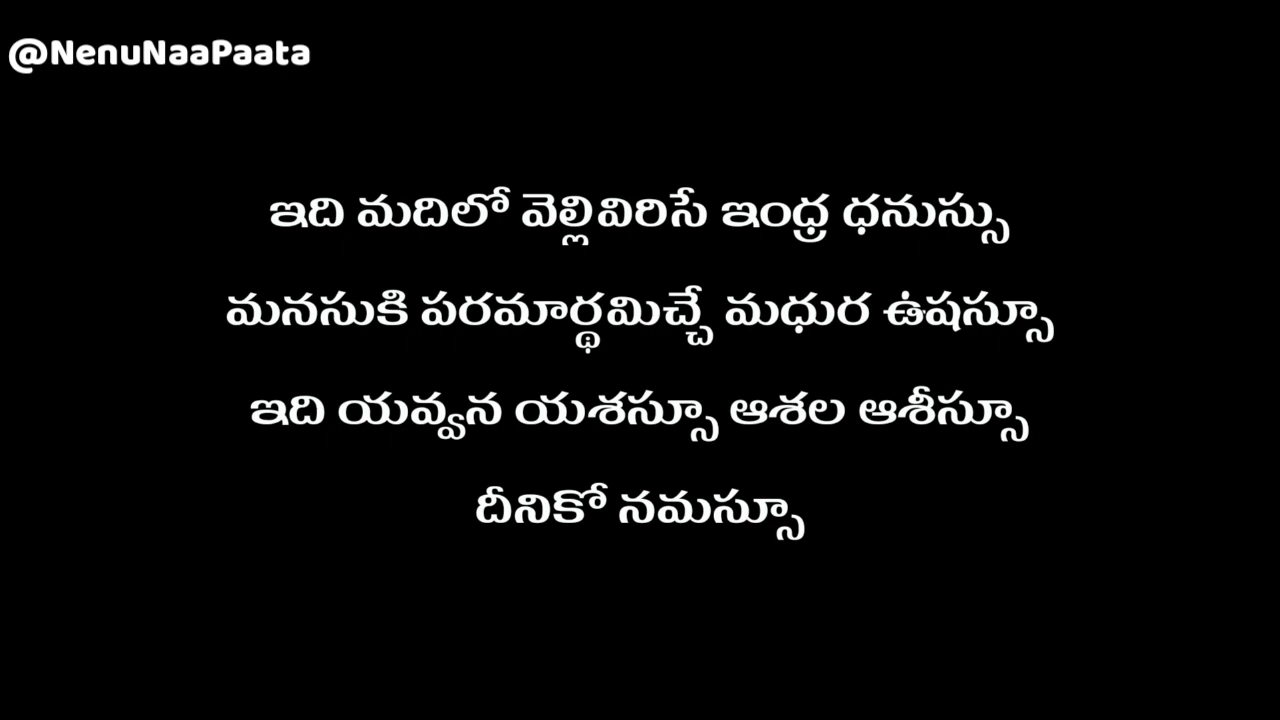 @NenuNaaPaata
ఇది మదిలో వెల్లివిరిసే ఇంధ్ర ధనుస్సు
మనసుకి పరమార్థమిచ్చే మధుర ఉషస్సూ
ఇది యవ్వన యశస్సూ ఆశల ఆశీస్సూ
దీనికో నమస్సూ